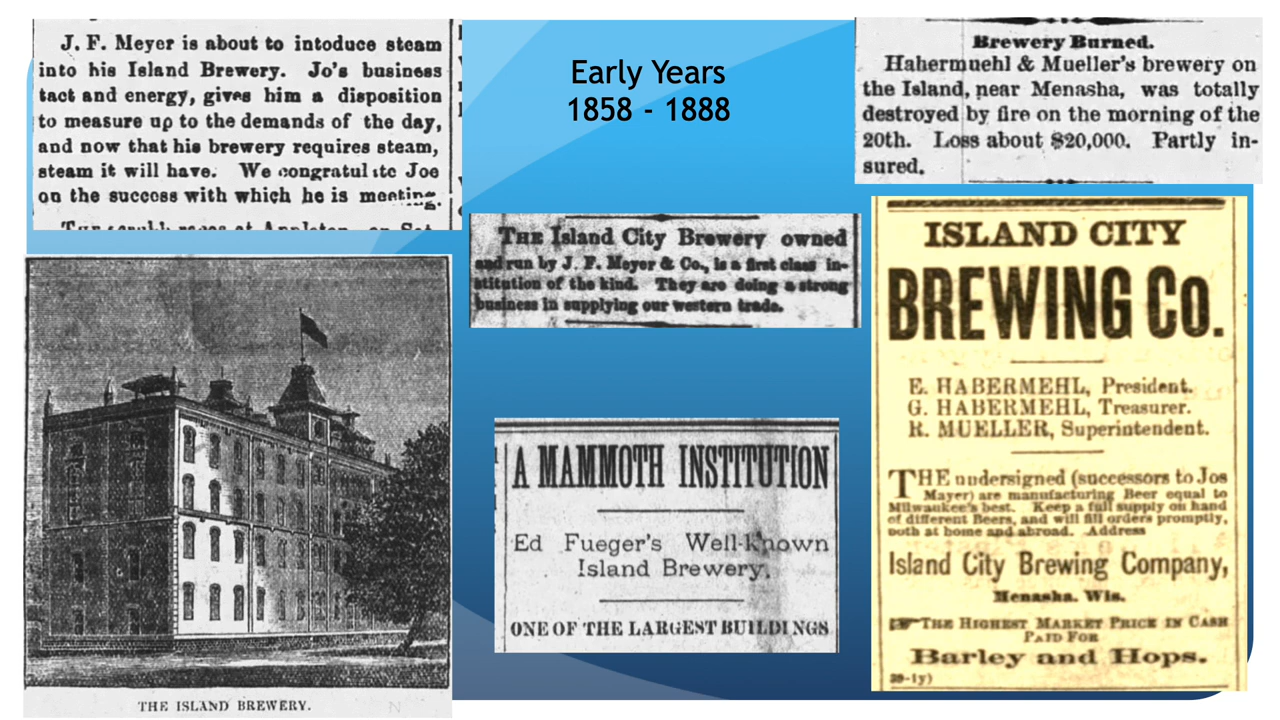 J. F. Meyer is about to intoduce steam
into his Island Brewery. Jo's business
tact and energy, gives him a disposition
to measure up to the demands of the day,
and now that his brewery requires steam,
steam it will have. We congratul te Joe
on the success with which he is meeting.
Early Years
1858 - 1888
Brewery Burned.
Habermuehl & Mueller's brewery on
the Island, near Menasha, was totally
destroyed by fire on the morning of the
20th. Loss about $20,000. Partly in-
sured.
THE Island City Brewery owned
and run by J. F. Meyer & Co., is a first class in-
stitution of the kind. They are doing a strong
business in supplying our western trade.
THE ISLAND BREWERY.
A MAMMOTH INSTITUTION
Ed Fueger's Well-known
Island Brewery.
ONE OF THE LARGEST BUILDINGS
ISLAND CITY
BREWING Co.
E. HABERMEHL, President.
G. HABERMEHL, Treasurer.
R. MUELLER, Superintendent.
THE undersigned (successors to Jos
Mayer) are manufacturing Beer equal to
Milwaukee's best. Keep a full supply on hand
of different Beers, and will fill orders promptly,
both at home and abroad. Address
Island City Brewing Company,
Menasha. Wis.
THE HIGHEST MARKET PRICE IN CASH
PAID FOR
Barley and Hops.
39-1y)